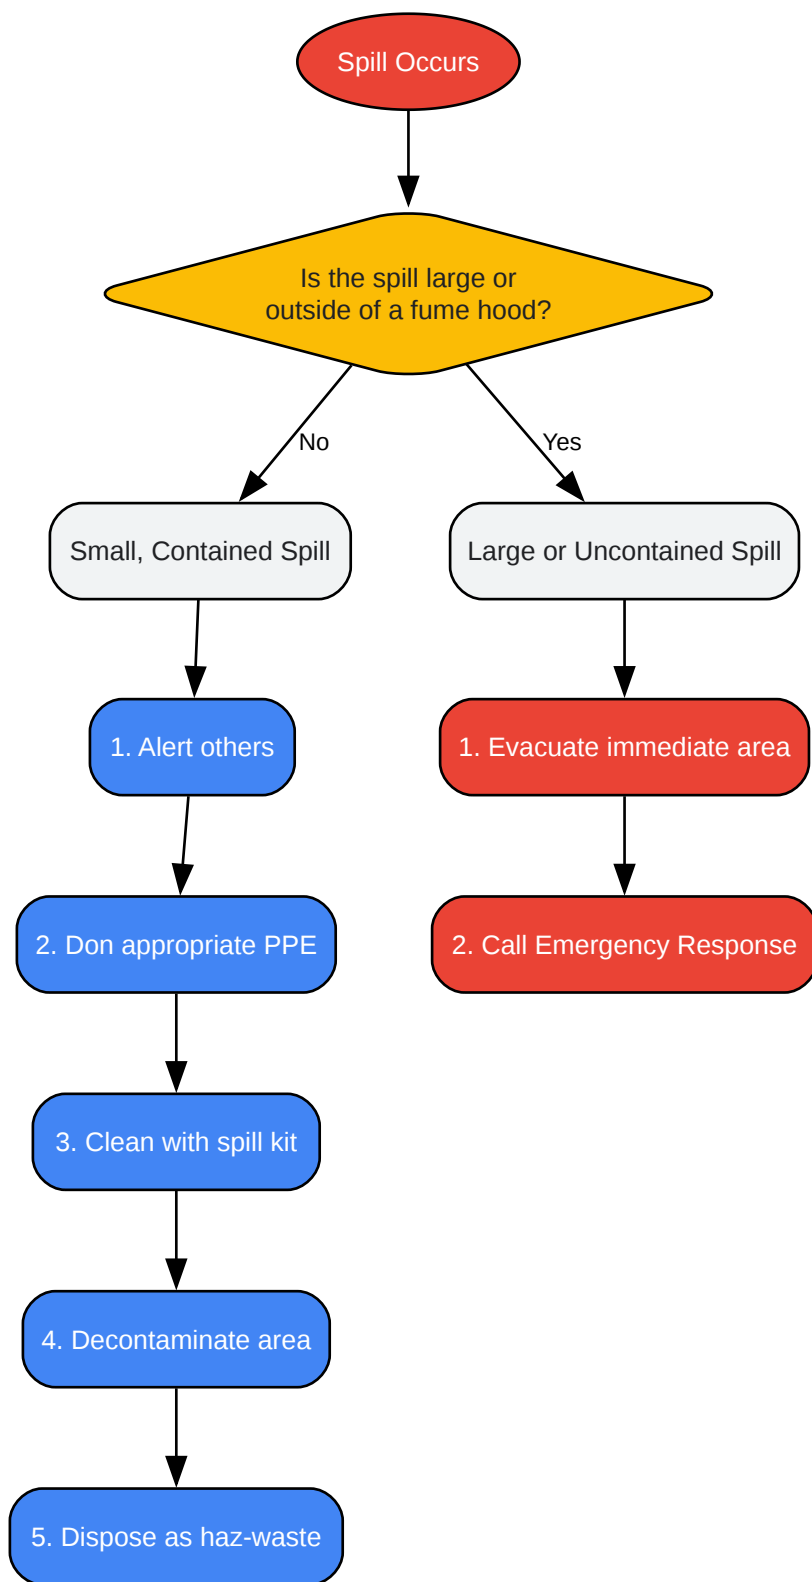 Spill Occurs
Is the spill large or
outside of a fume hood?
No
Yes
Small, Contained Spill
Large or Uncontained Spill
1. Alert others
1. Evacuate immediate area
2. Don appropriate PPE
2. Call Emergency Response
3. Clean with spill kit
4. Decontaminate area
5. Dispose as haz-waste